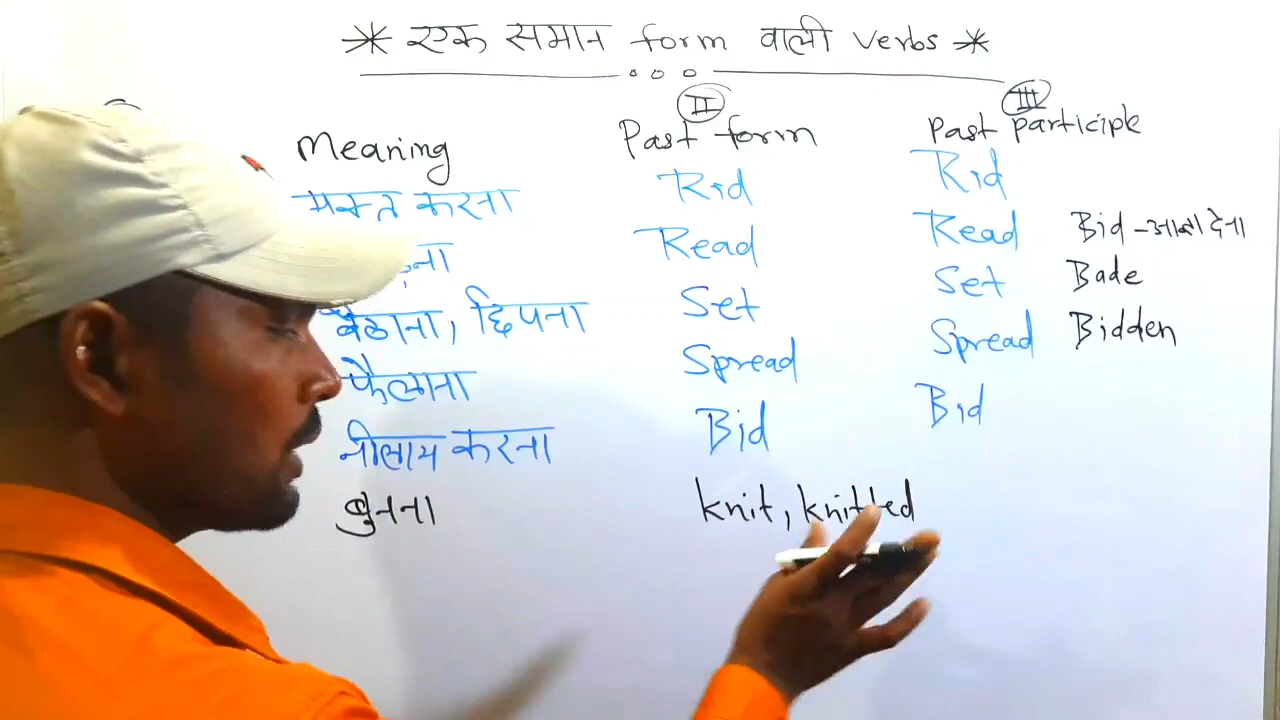 * एक समान form वाली verbs *
II III
Meaning Past form Past participle
मुक्त करना Rid Rid
Read Read Bid - आज्ञा देना
बैठाना, छिपना Set Set Bade
फैलाना Spread Spread Bidden
नीलाम करना Bid Bid
बुनना knit, knitted